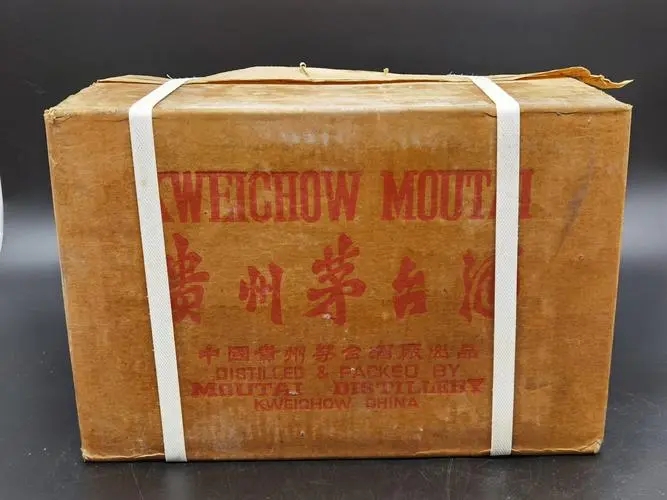 KWEICHOW MOUTAI
貴州茅台酒
中國貴州茅台酒廠出品
DISTILLED & PACKED BY
MOUTAI DISTILLERY
KWEICHOW CHINA